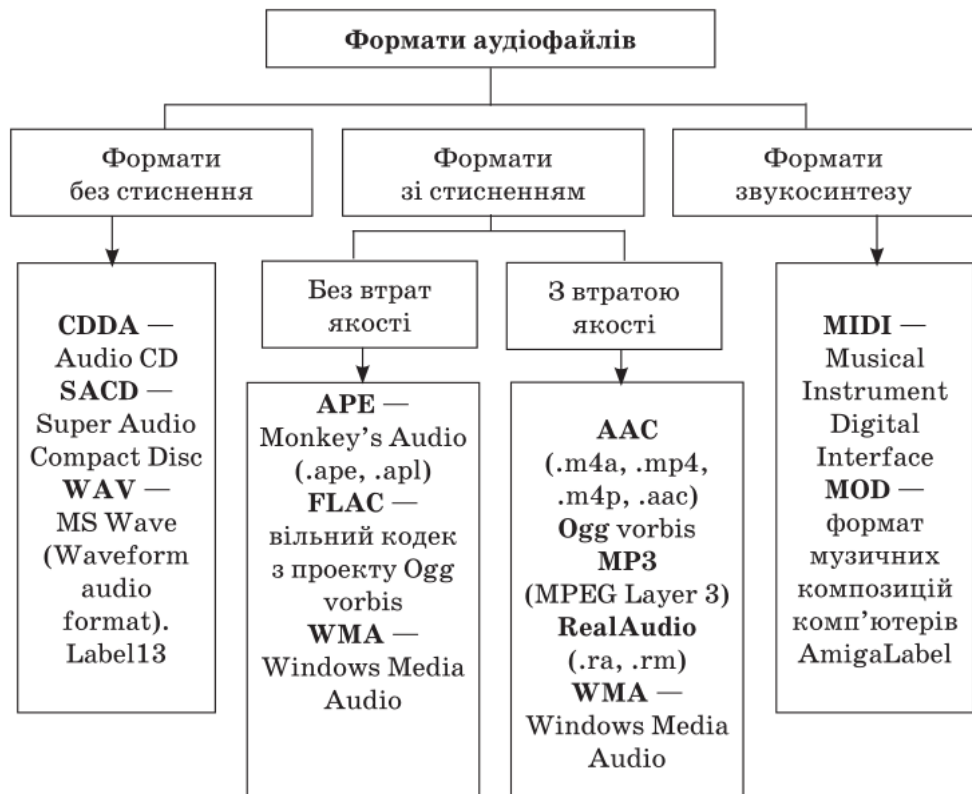 Формати аудіофайлів
Формати
без стиснення
Формати
зі стисненням
Формати
звукосинтезу
Без втрат
якості
З втратою
якості
CDDA —
Audio CD
SACD —
Super Audio
Compact Disc
WAV —
MS Wave
(Waveform
audio
format).
Label13
APE —
Monkey’s Audio
(.ape, .apl)
FLAC —
вільний кодек
з проекту Ogg
vorbis
WMA —
Windows Media
Audio
AAC
(.m4a, .mp4,
.m4p, .aac)
Ogg vorbis
MP3
(MPEG Layer 3)
RealAudio
(.ra, .rm)
WMA —
Windows Media
Audio
MIDI —
Musical
Instrument
Digital
Interface
MOD —
формат
музичних
композицій
комп’ютерів
AmigaLabel